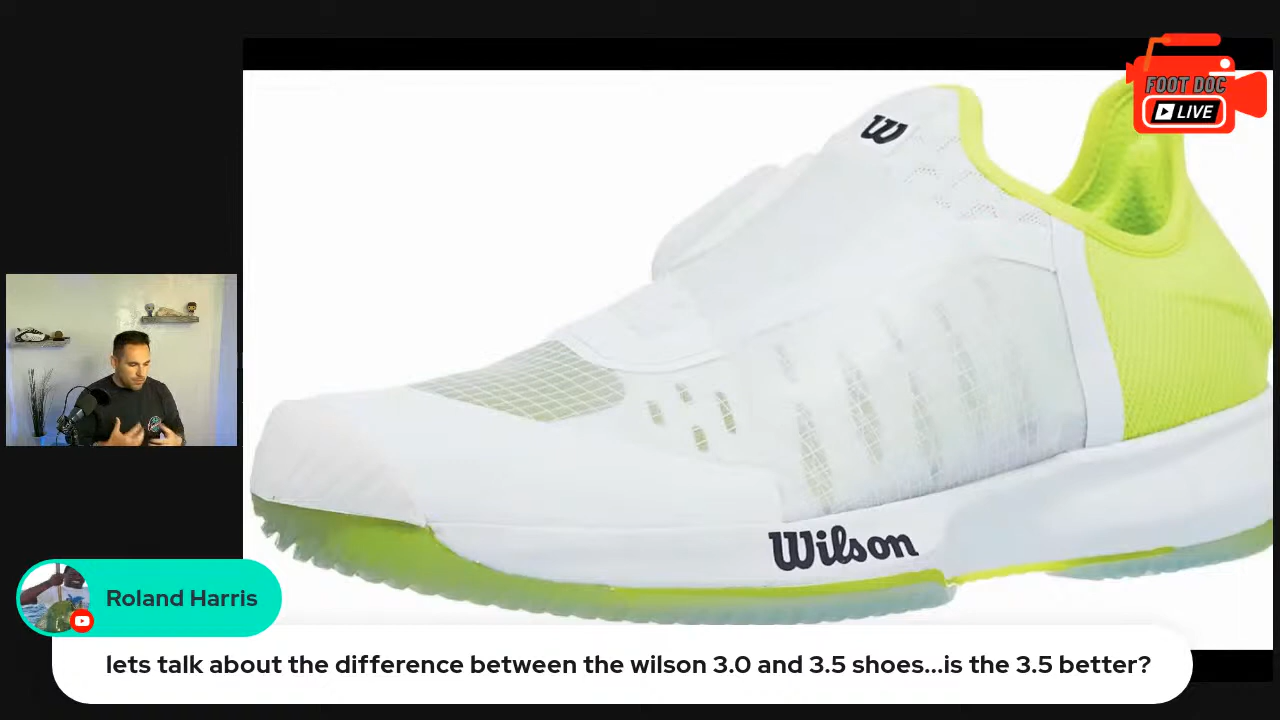 FOOT DOC
LIVE
W
Wilson
Roland Harris
lets talk about the difference between the wilson 3.0 and 3.5 shoes...is the 3.5 better?